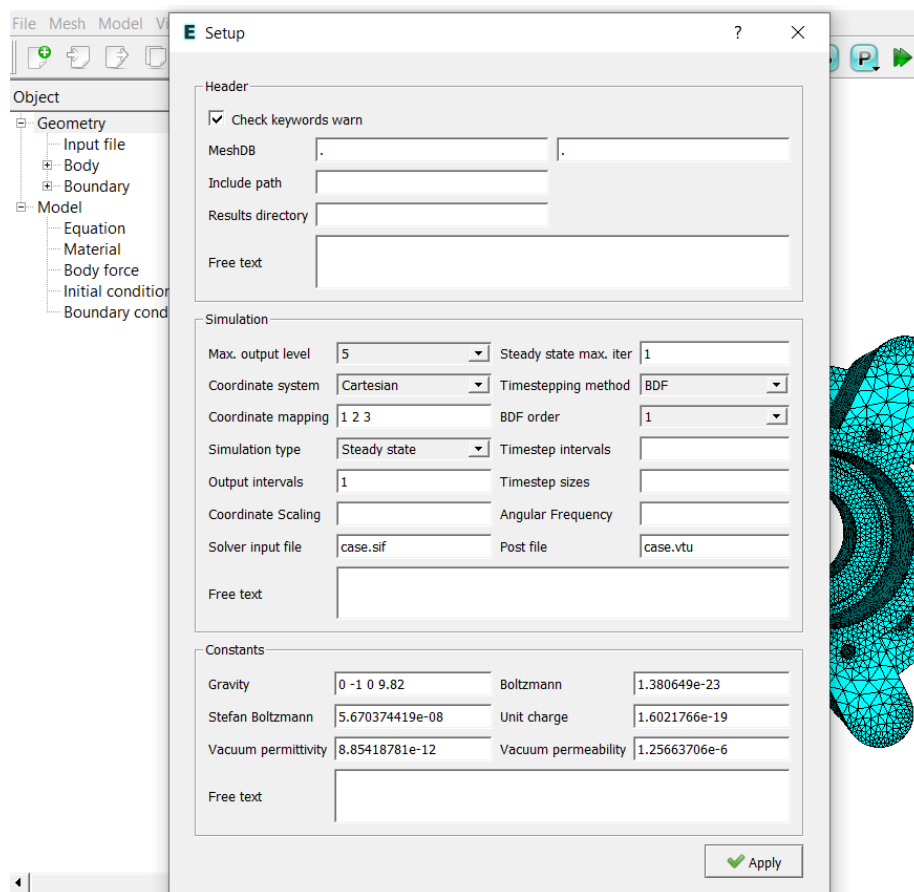 File Mesh Model
E Setup ?
P
Object
Geometry
Input file
Body
Boundary
Model
Equation
Material
Body force
Initial condition
Boundary cond
Header
Check keywords warn
MeshDB . .
Include path
Results directory
Free text
Simulation
Max. output level 5 Steady state max. iter 1
Coordinate system Cartesian Timestepping method BDF
Coordinate mapping 1 2 3 BDF order 1
Simulation type Steady state Timestep intervals
Output intervals 1 Timestep sizes
Coordinate Scaling Angular Frequency
Solver input file case.sif Post file case.vtu
Free text
Constants
Gravity 0 -1 0 9.82 Boltzmann 1.380649e-23
Stefan Boltzmann 5.670374419e-08 Unit charge 1.6021766e-19
Vacuum permittivity 8.85418781e-12 Vacuum permeability 1.25663706e-6
Free text
Apply